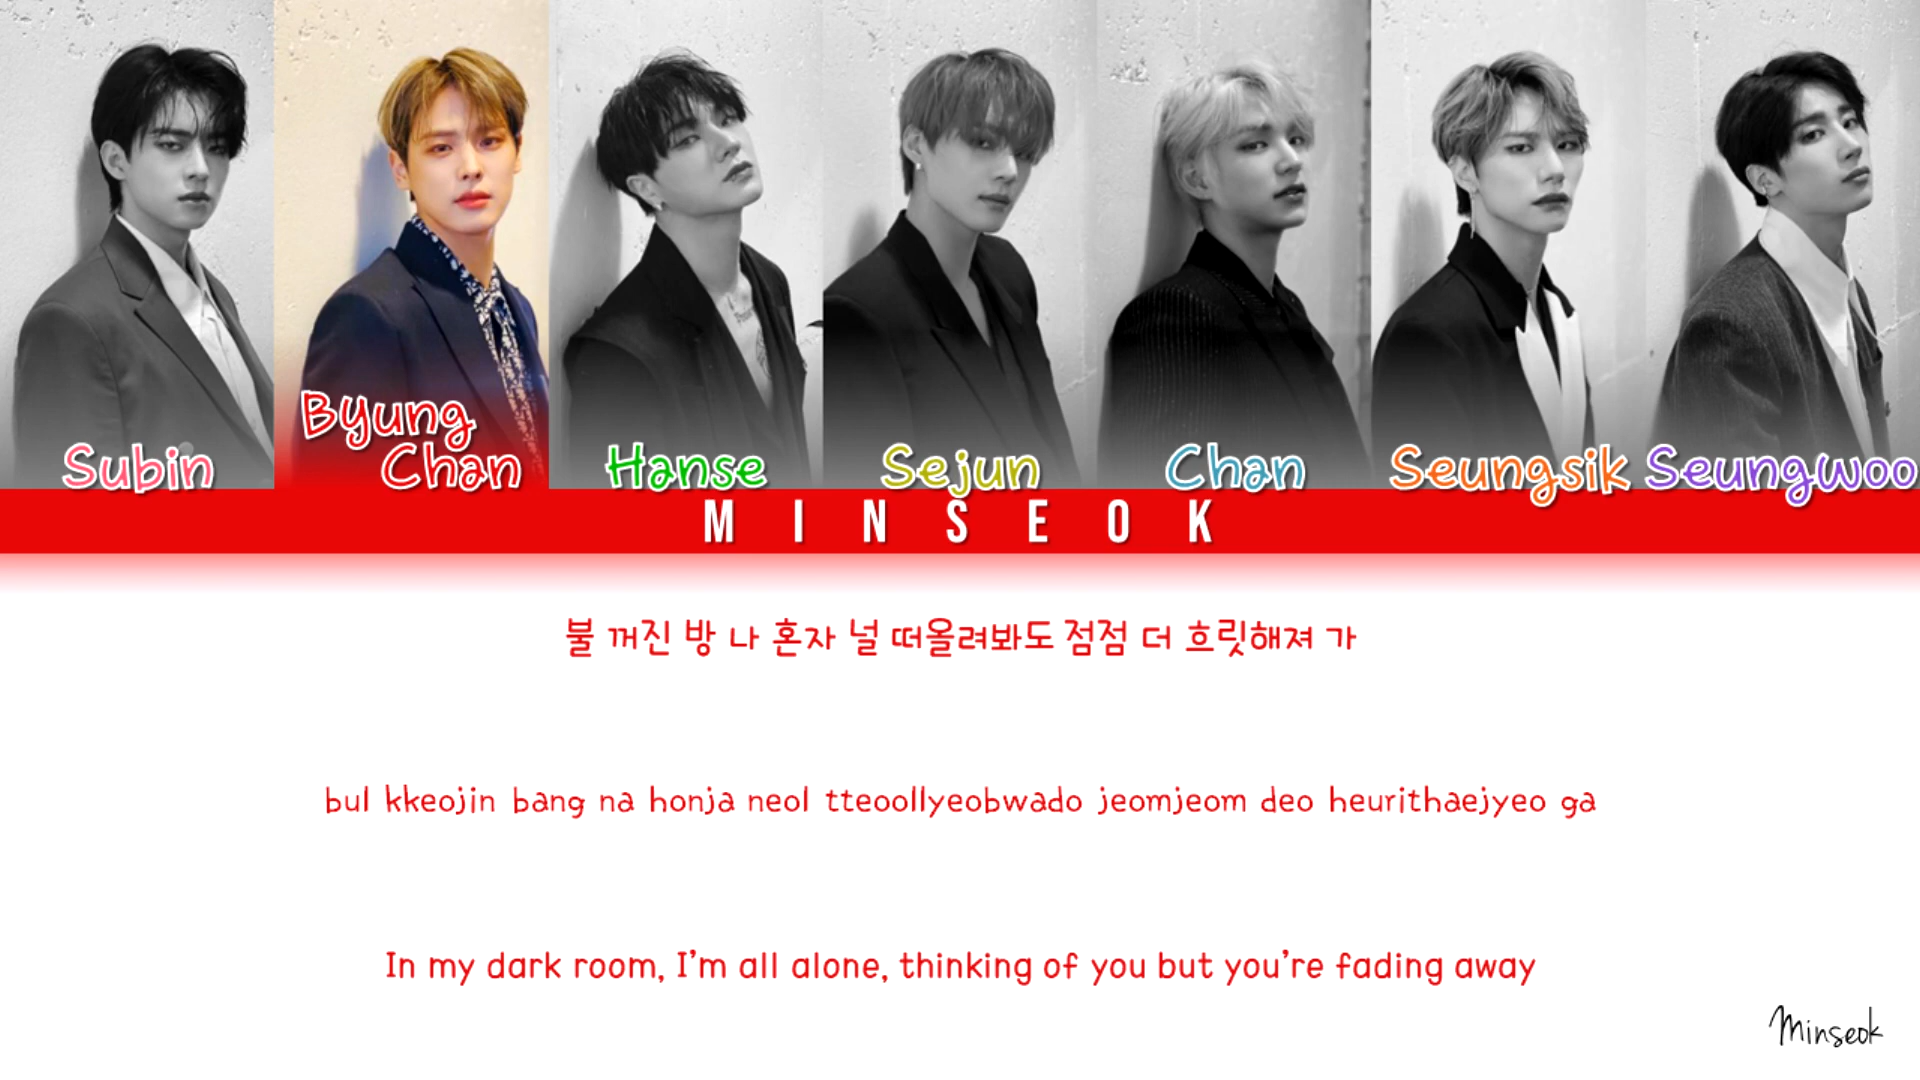 Subin
Byung
Chan
Hanse
Sejun
Chan
Seungsik
Seungwoo
MINSEOK
불 꺼진 방 나 혼자 널 떠올려봐도 점점 더 흐릿해져 가
bul kkeojin bang na honja neol tteoollyeobwado jeomjeom deo heurithaejyeo ga
In my dark room, I'm all alone, thinking of you but you're fading away
Minseok